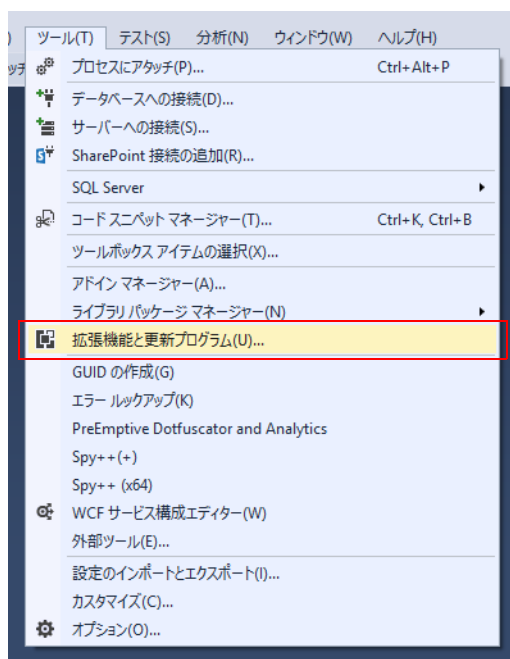 ) ツール(T) テスト(S) 分析(N) ウィンドウ(W) ヘルプ(H)
プロセスにアタッチ(P)... Ctrl+Alt+P
データベースへの接続(D)...
サーバーへの接続(S)...
SharePoint 接続の追加(R)...
SQL Server
コード スニペット マネージャー(T)... Ctrl+K, Ctrl+B
ツールボックス アイテムの選択(X)...
アドイン マネージャー(A)...
ライブラリ パッケージ マネージャー(N)
拡張機能と更新プログラム(U)...
GUID の作成(G)
エラー ルックアップ(K)
PreEmptive Dotfuscator and Analytics
Spy++(+)
Spy++ (x64)
WCF サービス構成エディター(W)
外部ツール(E)...
設定のインポートとエクスポート(I)...
カスタマイズ(C)...
オプション(O)...